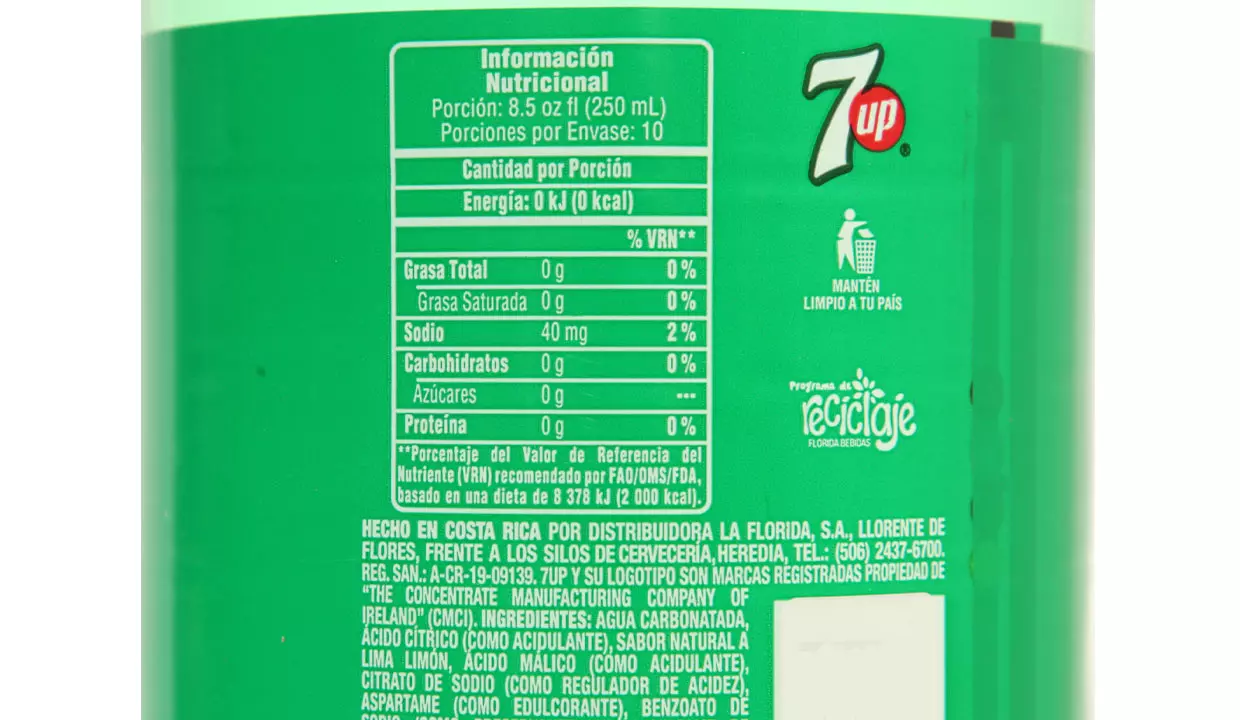 Información
Nutricional
Porción: 8.5 oz fl (250 mL)
Porciones por Envase: 10
Cantidad por Porción
Energía: 0 kJ (0 kcal)
% VRN**
Grasa Total 0 g 0 %
Grasa Saturada 0 g 0 %
Sodio 40 mg 2 %
Carbohidratos 0 g 0 %
Azúcares 0 g ---
Proteína 0 g 0 %
**Porcentaje del Valor de Referencia del
Nutriente (VRN) recomendado por FAO/OMS/FDA,
basado en una dieta de 8 378 kJ (2 000 kcal).
7up®
MANTÉN
LIMPIO A TU PAÍS
Programa de
reciclaje
FLORIDA BEBIDAS
HECHO EN COSTA RICA POR DISTRIBUIDORA LA FLORIDA, S.A., LLORENTE DE
FLORES, FRENTE A LOS SILOS DE CERVECERÍA, HEREDIA, TEL.: (506) 2437-6700.
REG. SAN.: A-CR-19-09139. 7UP Y SU LOGOTIPO SON MARCAS REGISTRADAS PROPIEDAD DE
"THE CONCENTRATE MANUFACTURING COMPANY OF
IRELAND" (CMCI). INGREDIENTES: AGUA CARBONATADA,
ÁCIDO CÍTRICO (COMO ACIDULANTE), SABOR NATURAL A
LIMA LIMÓN, ÁCIDO MÁLICO (COMO ACIDULANTE),
CITRATO DE SODIO (COMO REGULADOR DE ACIDEZ),
ASPARTAME (COMO EDULCORANTE), BENZOATO DE